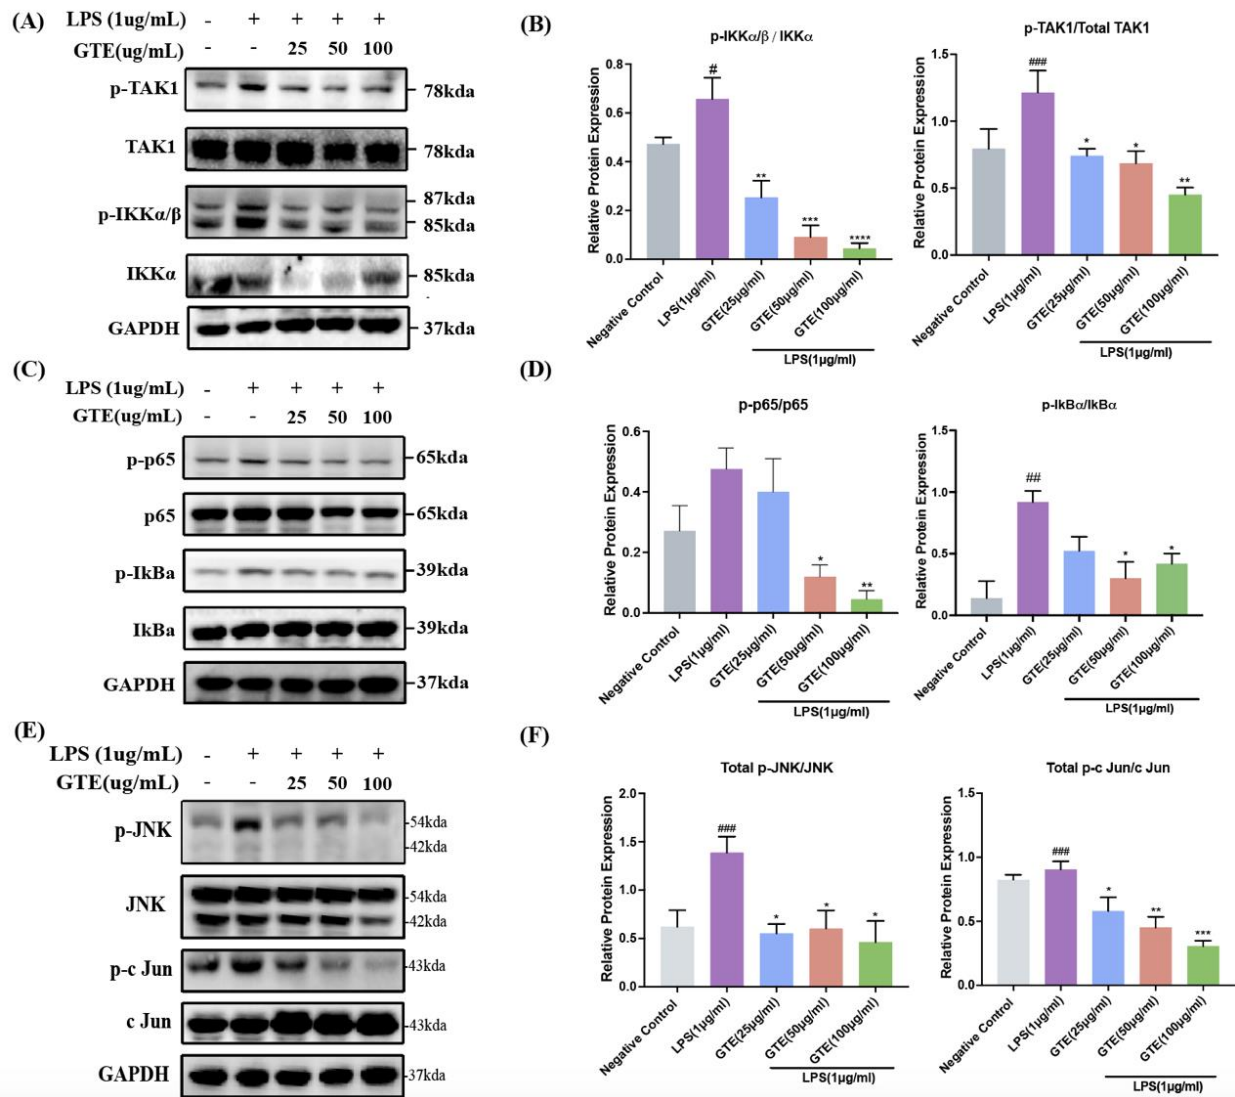 (A)
LPS (1ug/mL) - + + + +
GTE(ug/mL) - - 25 50 100
p-TAK1 78kda
TAK1 78kda
p-IKKα/β 87kda
85kda
IKKα 85kda
GAPDH 37kda
(B)
p-IKKα/β / IKKα
Relative Protein Expression
0.8
0.6
0.4
0.2
0.0
#
**
***
****
Negative Control
LPS(1μg/ml)
GTE(25μg/ml)
GTE(50μg/ml)
GTE(100μg/ml)
LPS(1μg/ml)
p-TAK1/Total TAK1
Relative Protein Expression
1.5
1.0
0.5
0.0
###
*
*
**
Negative Control
LPS(1μg/ml)
GTE(25μg/ml)
GTE(50μg/ml)
GTE(100μg/ml)
LPS(1μg/ml)
(C)
LPS (1ug/mL) - + + + +
GTE(ug/mL) - - 25 50 100
p-p65 65kda
p65 65kda
p-IkBa 39kda
IkBa 39kda
GAPDH 37kda
(D)
p-p65/p65
Relative Protein Expression
0.6
0.4
0.2
0.0
*
**
Negative Control
LPS(1μg/ml)
GTE(25μg/ml)
GTE(50μg/ml)
GTE(100μg/ml)
LPS(1μg/ml)
p-IkBα/IkBα
Relative Protein Expression
1.5
1.0
0.5
0.0
##
*
*
Negative Control
LPS(1μg/ml)
GTE(25μg/ml)
GTE(50μg/ml)
GTE(100μg/ml)
LPS(1μg/ml)
(E)
LPS (1ug/mL) - + + + +
GTE(ug/mL) - - 25 50 100
p-JNK 54kda
42kda
JNK 54kda
42kda
p-c Jun 43kda
c Jun 43kda
GAPDH 37kda
(F)
Total p-JNK/JNK
Relative Protein Expression
2.0
1.5
1.0
0.5
0.0
###
*
*
*
Negative Control
LPS(1μg/ml)
GTE(25μg/ml)
GTE(50μg/ml)
GTE(100μg/ml)
LPS(1μg/ml)
Total p-c Jun/c Jun
Relative Protein Expression
1.5
1.0
0.5
0.0
###
*
**
***
Negative Control
LPS(1μg/ml)
GTE(25μg/ml)
GTE(50μg/ml)
GTE(100μg/ml)
LPS(1μg/ml)